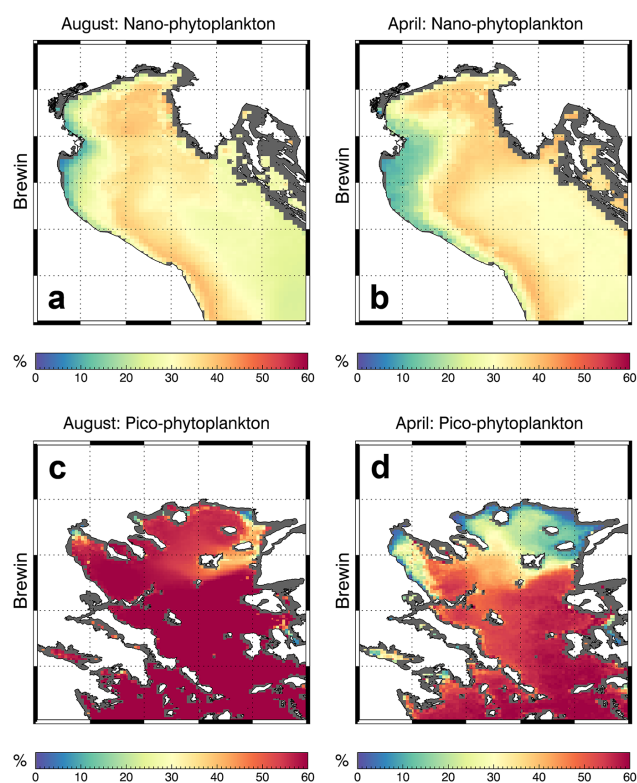 August: Nano-phytoplankton
April: Nano-phytoplankton
Brewin
a
b
% 0 10 20 30 40 50 60
% 0 10 20 30 40 50 60
August: Pico-phytoplankton
April: Pico-phytoplankton
Brewin
Brewin
c
d
% 0 10 20 30 40 50 60
% 0 10 20 30 40 50 60
Brewin